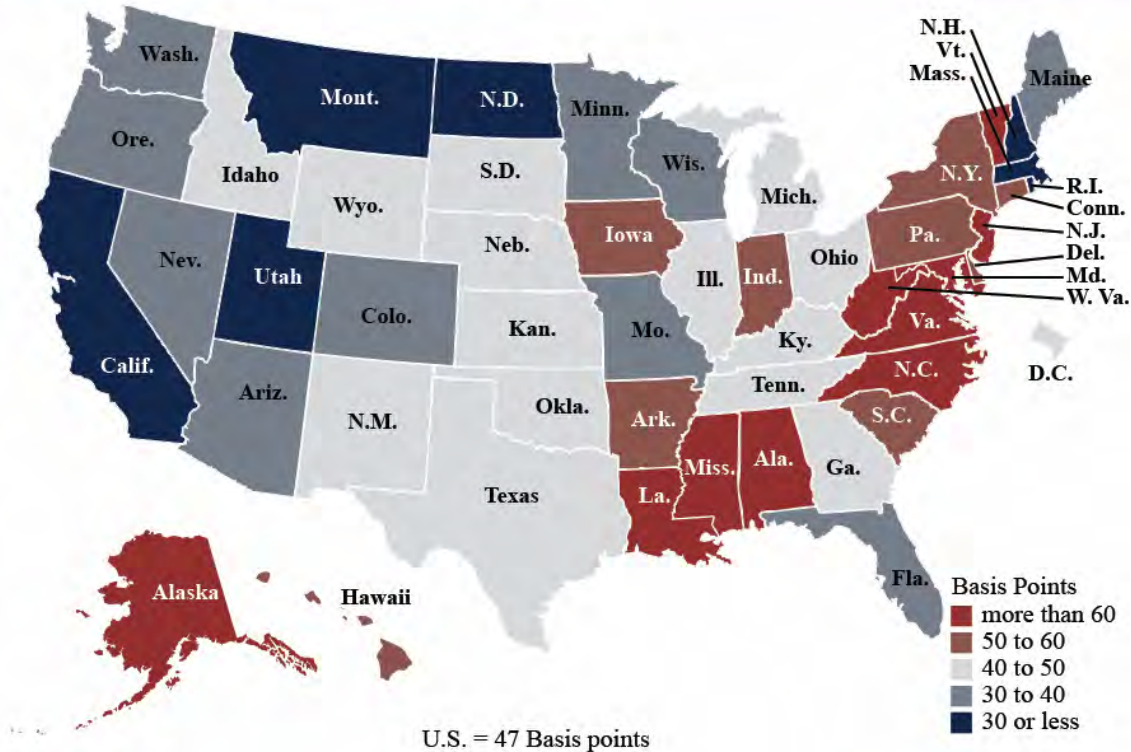 N.H.
Vt.
Mass.
Maine
Wash.
Mont.
N.D.
Minn.
Ore.
Idaho
S.D.
Wis.
Mich.
N.Y.
R.I.
Conn.
N.J.
Del.
Md.
W. Va.
Wyo.
Neb.
Iowa
Pa.
Nev.
Utah
Colo.
Ill.
Ind.
Ohio
Calif.
Kan.
Mo.
Ky.
Va.
D.C.
Ariz.
N.M.
Okla.
Ark.
Tenn.
N.C.
S.C.
Texas
La.
Miss.
Ala.
Ga.
Fla.
Alaska
Hawaii
Basis Points
more than 60
50 to 60
40 to 50
30 to 40
30 or less
U.S. = 47 Basis points